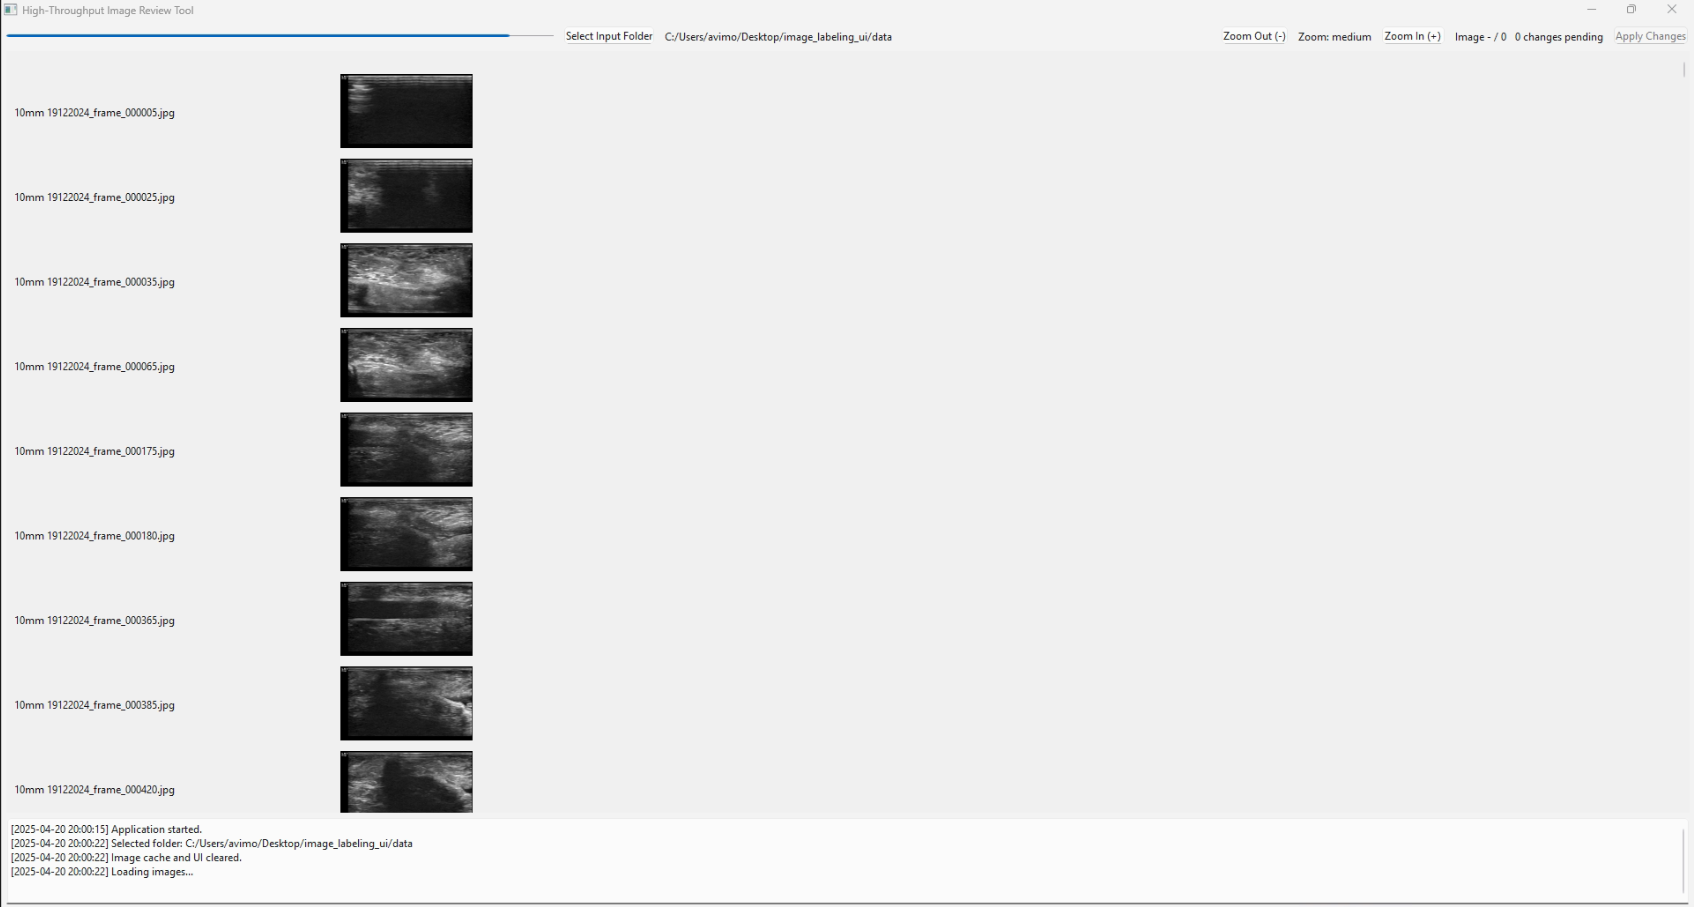 High-Throughput Image Review Tool
Select Input Folder C:/Users/avimo/Desktop/image_labeling_ui/data Zoom Out (-) Zoom: medium Zoom In (+) Image - / 0 0 changes pending Apply Changes
10mm 19122024_frame_000005.jpg
10mm 19122024_frame_000025.jpg
10mm 19122024_frame_000035.jpg
10mm 19122024_frame_000065.jpg
10mm 19122024_frame_000175.jpg
10mm 19122024_frame_000180.jpg
10mm 19122024_frame_000365.jpg
10mm 19122024_frame_000385.jpg
10mm 19122024_frame_000420.jpg
[2025-04-20 20:00:15] Application started.
[2025-04-20 20:00:22] Selected folder: C:/Users/avimo/Desktop/image_labeling_ui/data
[2025-04-20 20:00:22] Image cache and UI cleared.
[2025-04-20 20:00:22] Loading images...